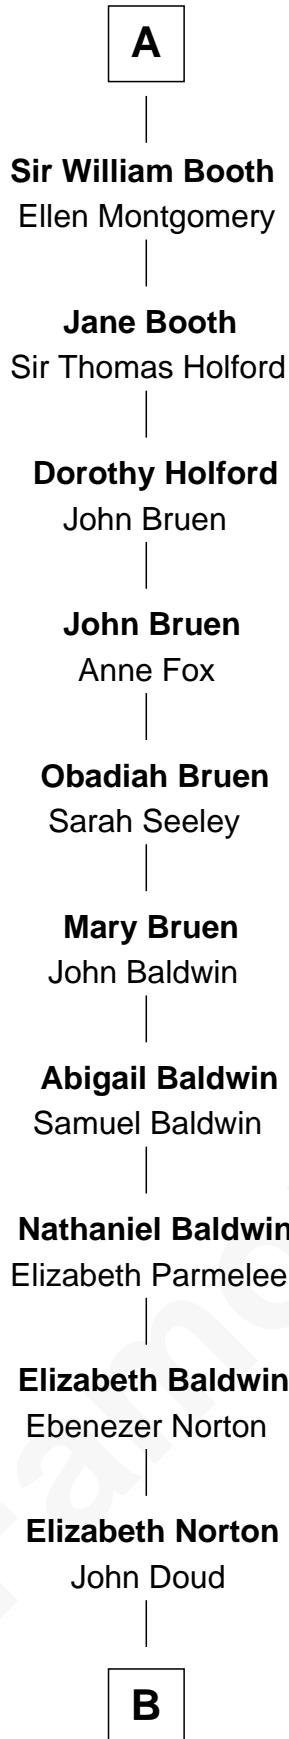 A
Sir William Booth
Ellen Montgomery
Jane Booth
Sir Thomas Holford
Dorothy Holford
John Bruen
John Bruen
Anne Fox
Obadiah Bruen
Sarah Seeley
Mary Bruen
John Baldwin
Abigail Baldwin
Samuel Baldwin
Nathaniel Baldwin
Elizabeth Parmelee
Elizabeth Baldwin
Ebenezer Norton
Elizabeth Norton
John Doud
B